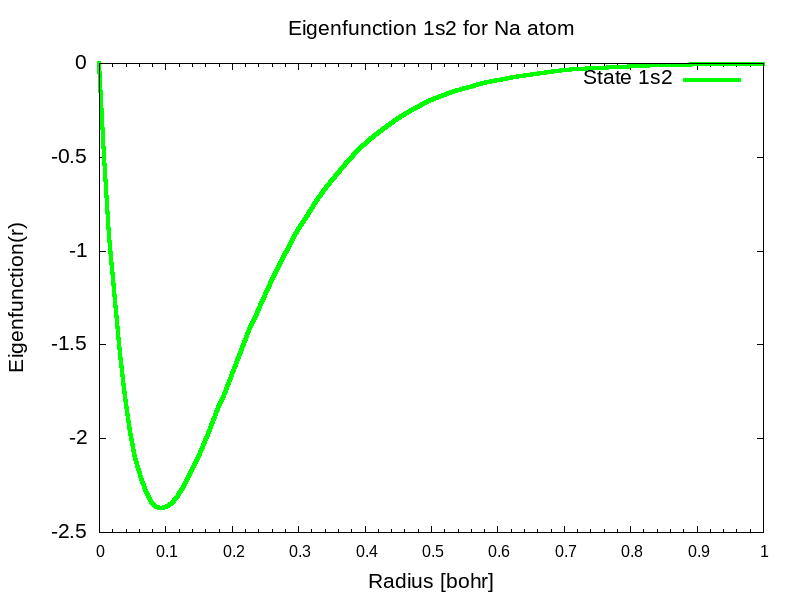 Eigenfunction 1s2 for Na atom
State 1s2
0
-0.5
-1
-1.5
-2
-2.5
Eigenfunction(r)
0 0.1 0.2 0.3 0.4 0.5 0.6 0.7 0.8 0.9 1
Radius [bohr]